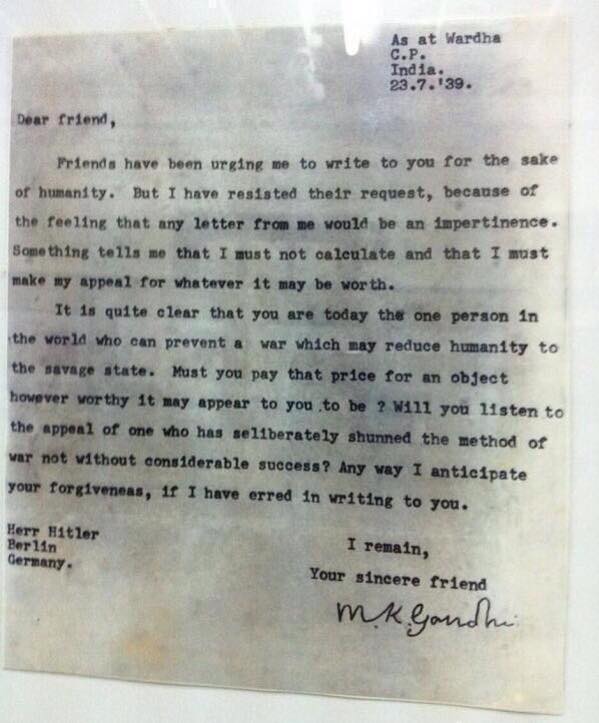 As at Wardha
C.P.
India.
23.7.'39.
Dear friend,
Friends have been urging me to write to you for the sake
of humanity. But I have resisted their request, because of
the feeling that any letter from me would be an impertinence.
Something tells me that I must not calculate and that I must
make my appeal for whatever it may be worth.
It is quite clear that you are today the one person in
the world who can prevent a war which may reduce humanity to
the savage state. Must you pay that price for an object
however worthy it may appear to you to be ? Will you listen to
the appeal of one who has seliberately shunned the method of
war not without considerable success? Any way I anticipate
your forgiveness, if I have erred in writing to you.
Herr Hitler
Berlin
Germany.
I remain,
Your sincere friend
M.K.Gandhi